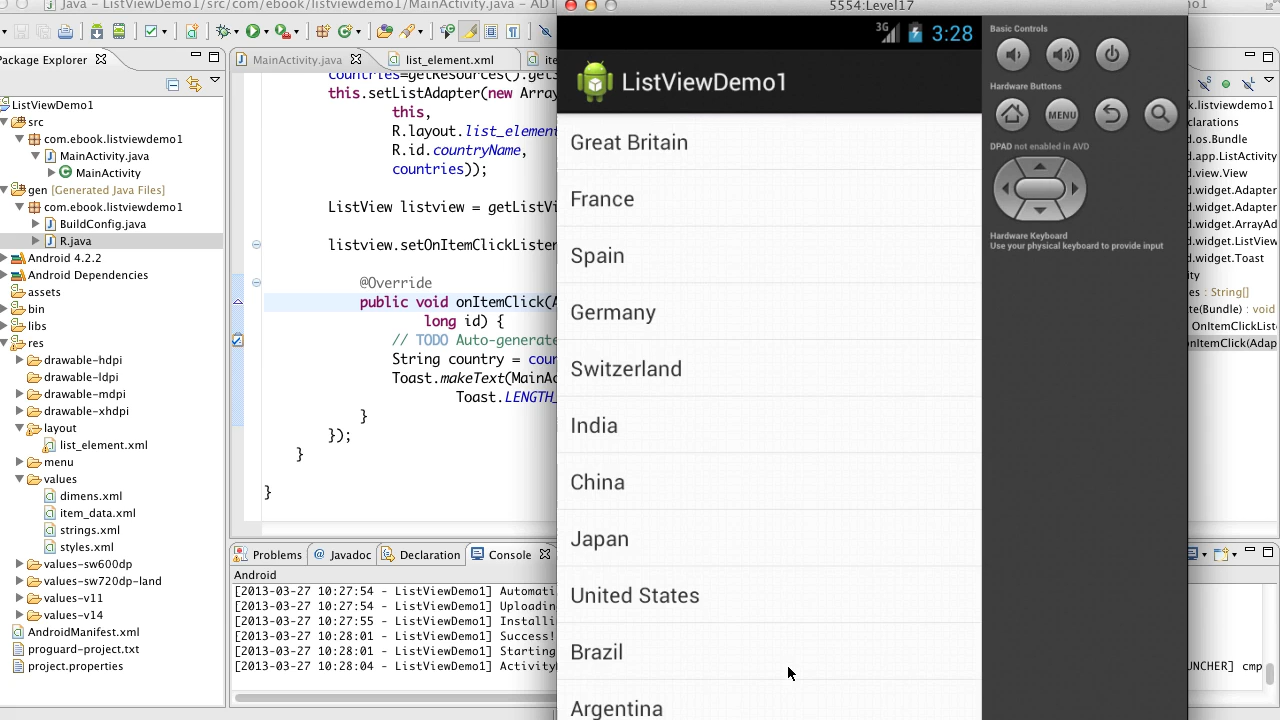 Java - ListViewDemo1/src/com/ebook/listviewdemo1/MainActivity.java - ADT
5554:Level17
Package Explorer
ListViewDemo1
src
com.ebook.listviewdemo1
MainActivity.java
MainActivity
gen [Generated Java Files]
com.ebook.listviewdemo1
BuildConfig.java
R.java
Android 4.2.2
Android Dependencies
assets
bin
libs
res
drawable-hdpi
drawable-ldpi
drawable-mdpi
drawable-xhdpi
layout
list_element.xml
menu
values
dimens.xml
item_data.xml
strings.xml
styles.xml
values-sw600dp
values-sw720dp-land
values-v11
values-v14
AndroidManifest.xml
proguard-project.txt
project.properties
MainActivity.java
list_element.xml
ite
countries=getResources().getS
this.setListAdapter(new Array
this,
R.layout.list_element
R.id.countryName,
countries));
ListView listview = getListVi
listview.setOnItemClickListen
@Override
public void onItemClick(A
long id) {
// TODO Auto-generate
String country = coun
Toast.makeText(MainAc
Toast.LENGTH_
}
});
}
}
Problems
@ Javadoc
Declaration
Console
Android
[2013-03-27 10:27:54 - ListViewDemo1] Automati
[2013-03-27 10:27:54 - ListViewDemo1] Uploadin
[2013-03-27 10:27:55 - ListViewDemo1] Installi
[2013-03-27 10:28:01 - ListViewDemo1] Success!
[2013-03-27 10:28:01 - ListViewDemo1] Starting
[2013-03-27 10:28:04 - ListViewDemo1] Activity
3G
3:28
ListViewDemo1
Great Britain
France
Spain
Germany
Switzerland
India
China
Japan
United States
Brazil
Argentina
Basic Controls
Hardware Buttons
MENU
DPAD not enabled in AVD
Hardware Keyboard
Use your physical keyboard to provide input
k.listviewdemo1
clarations
d.os.Bundle
d.app.ListActivity
d.view.View
d.widget.Adapter
d.widget.Adapter
d.widget.ArrayAd
d.widget.ListView
d.widget.Toast
ity
es : String[]
te(Bundle) : void
OnItemClickList
onItemClick(Adap
UNCHER] cmp